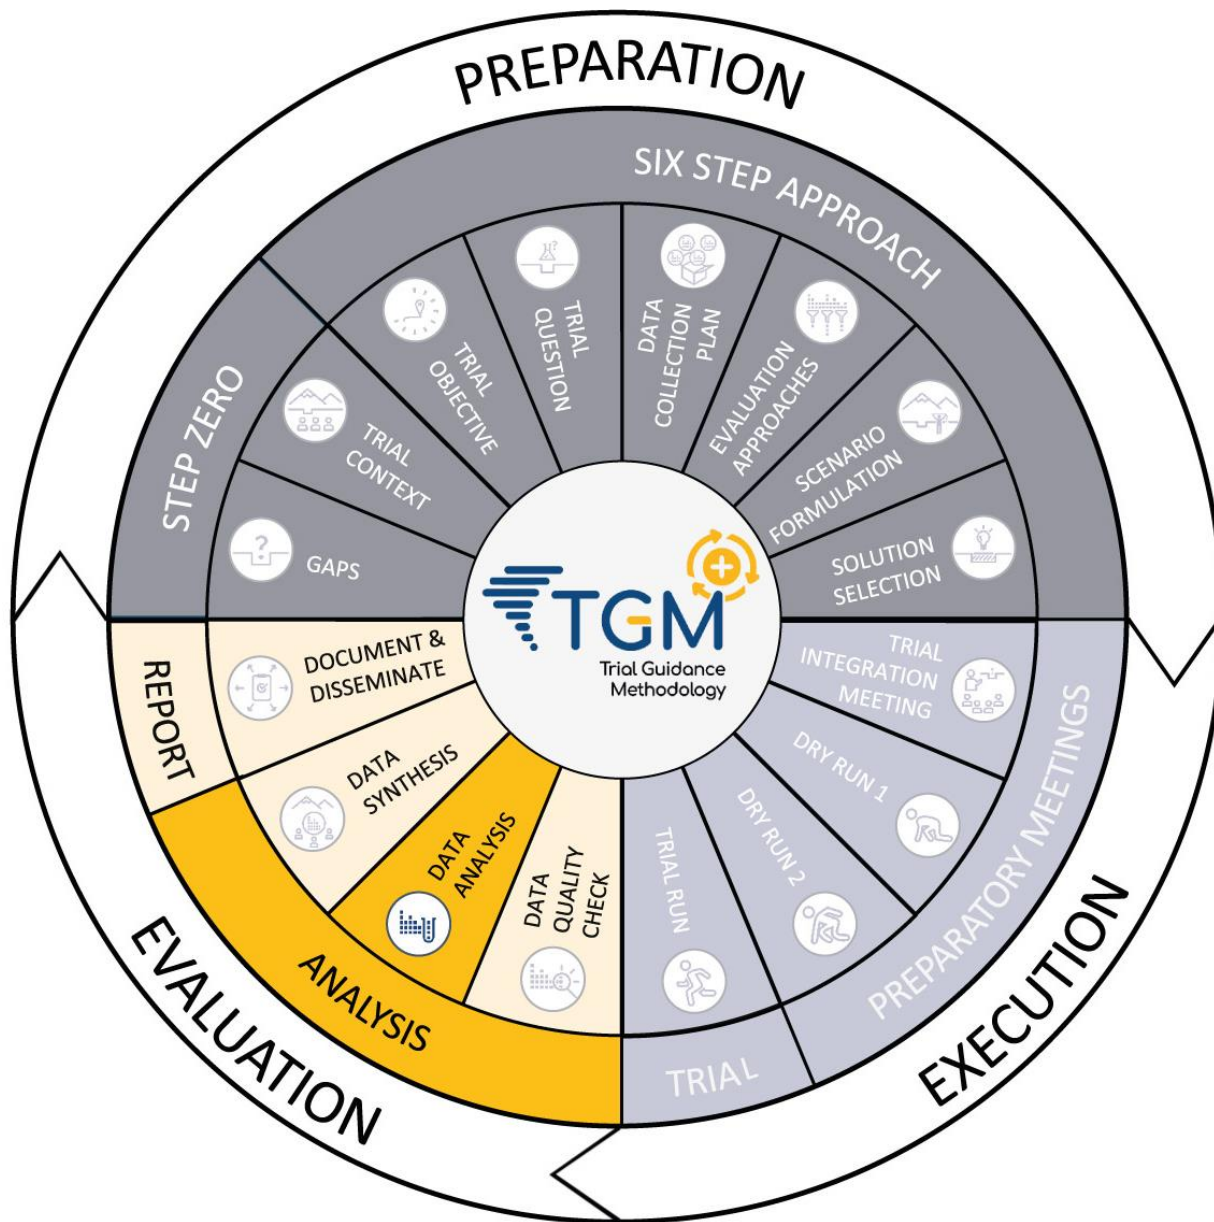 PREPARATION
SIX STEP APPROACH
STEP ZERO
GAPS
TRIAL
CONTEXT
TRIAL
OBJECTIVE
TRIAL
QUESTION
DATA
COLLECTION
PLAN
EVALUATION
APPROACHES
SCENARIO
FORMULATION
SOLUTION
SELECTION
TRIAL
INTEGRATION
MEETING
DRY RUN 1
DRY RUN 2
PREPARATORY MEETINGS
EXECUTION
TRIAL RUN
TRIAL
DATA
QUALITY
CHECK
DATA
ANALYSIS
ANALYSIS
EVALUATION
DATA
SYNTHESIS
DOCUMENT &
DISSEMINATE
REPORT
TGM
Trial Guidance
Methodology